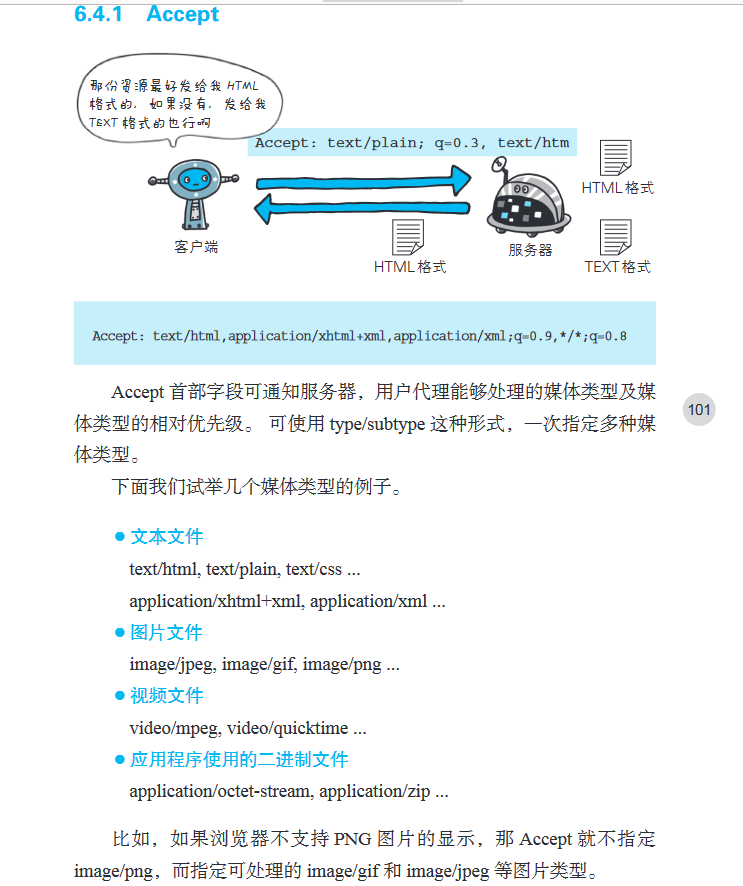 6.4.1 Accept
那份资源最好发给我 HTML
格式的，如果没有，发给我
TEXT 格式的也行啊
Accept: text/plain; q=0.3, text/htm
HTML 格式
客户端
服务器
HTML 格式
TEXT 格式
Accept: text/html,application/xhtml+xml,application/xml;q=0.9,*/*;q=0.8
Accept 首部字段可通知服务器，用户代理能够处理的媒体类型及媒
体类型的相对优先级。 可使用 type/subtype 这种形式，一次指定多种媒
体类型。
101
下面我们试举几个媒体类型的例子。
● 文本文件
text/html, text/plain, text/css ...
application/xhtml+xml, application/xml ...
● 图片文件
image/jpeg, image/gif, image/png ...
● 视频文件
video/mpeg, video/quicktime ...
● 应用程序使用的二进制文件
application/octet-stream, application/zip ...
比如，如果浏览器不支持 PNG 图片的显示，那 Accept 就不指定
image/png，而指定可处理的 image/gif 和 image/jpeg 等图片类型。